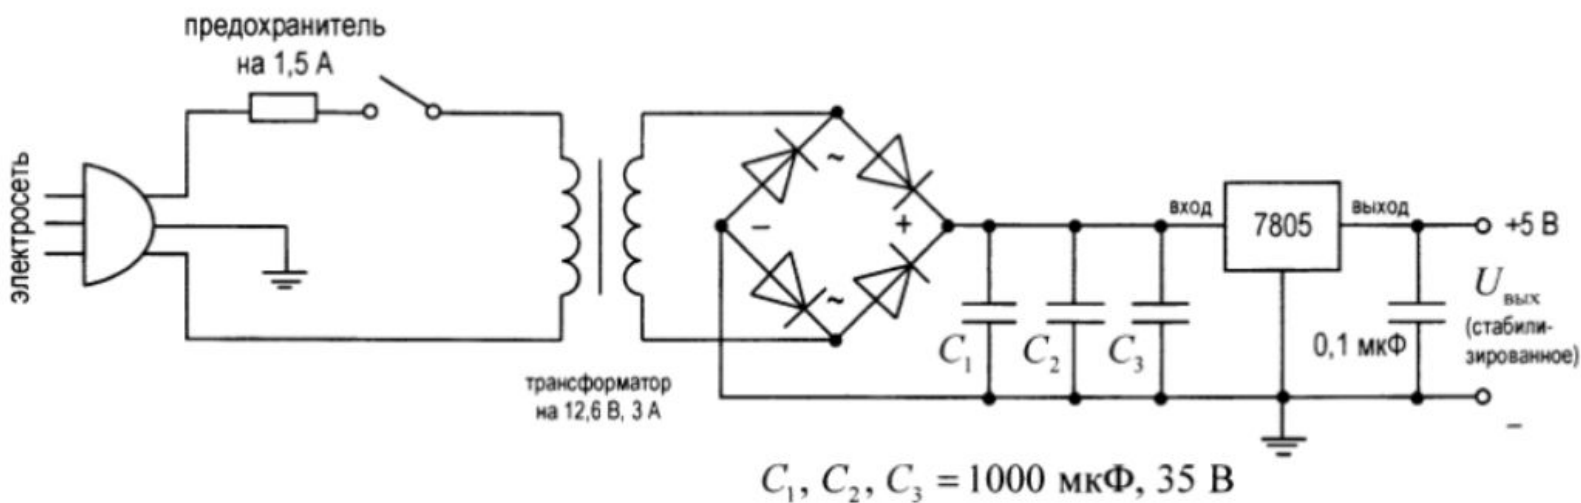 предохранитель
на 1,5 А
электросеть
~
~
–
+
трансформатор
на 12,6 В, 3 А
C₁
C₂
C₃
вход
7805
выход
+5 В
Uвых
(стабили-
зированное)
0,1 мкФ
–
C₁, C₂, C₃ = 1000 мкФ, 35 В